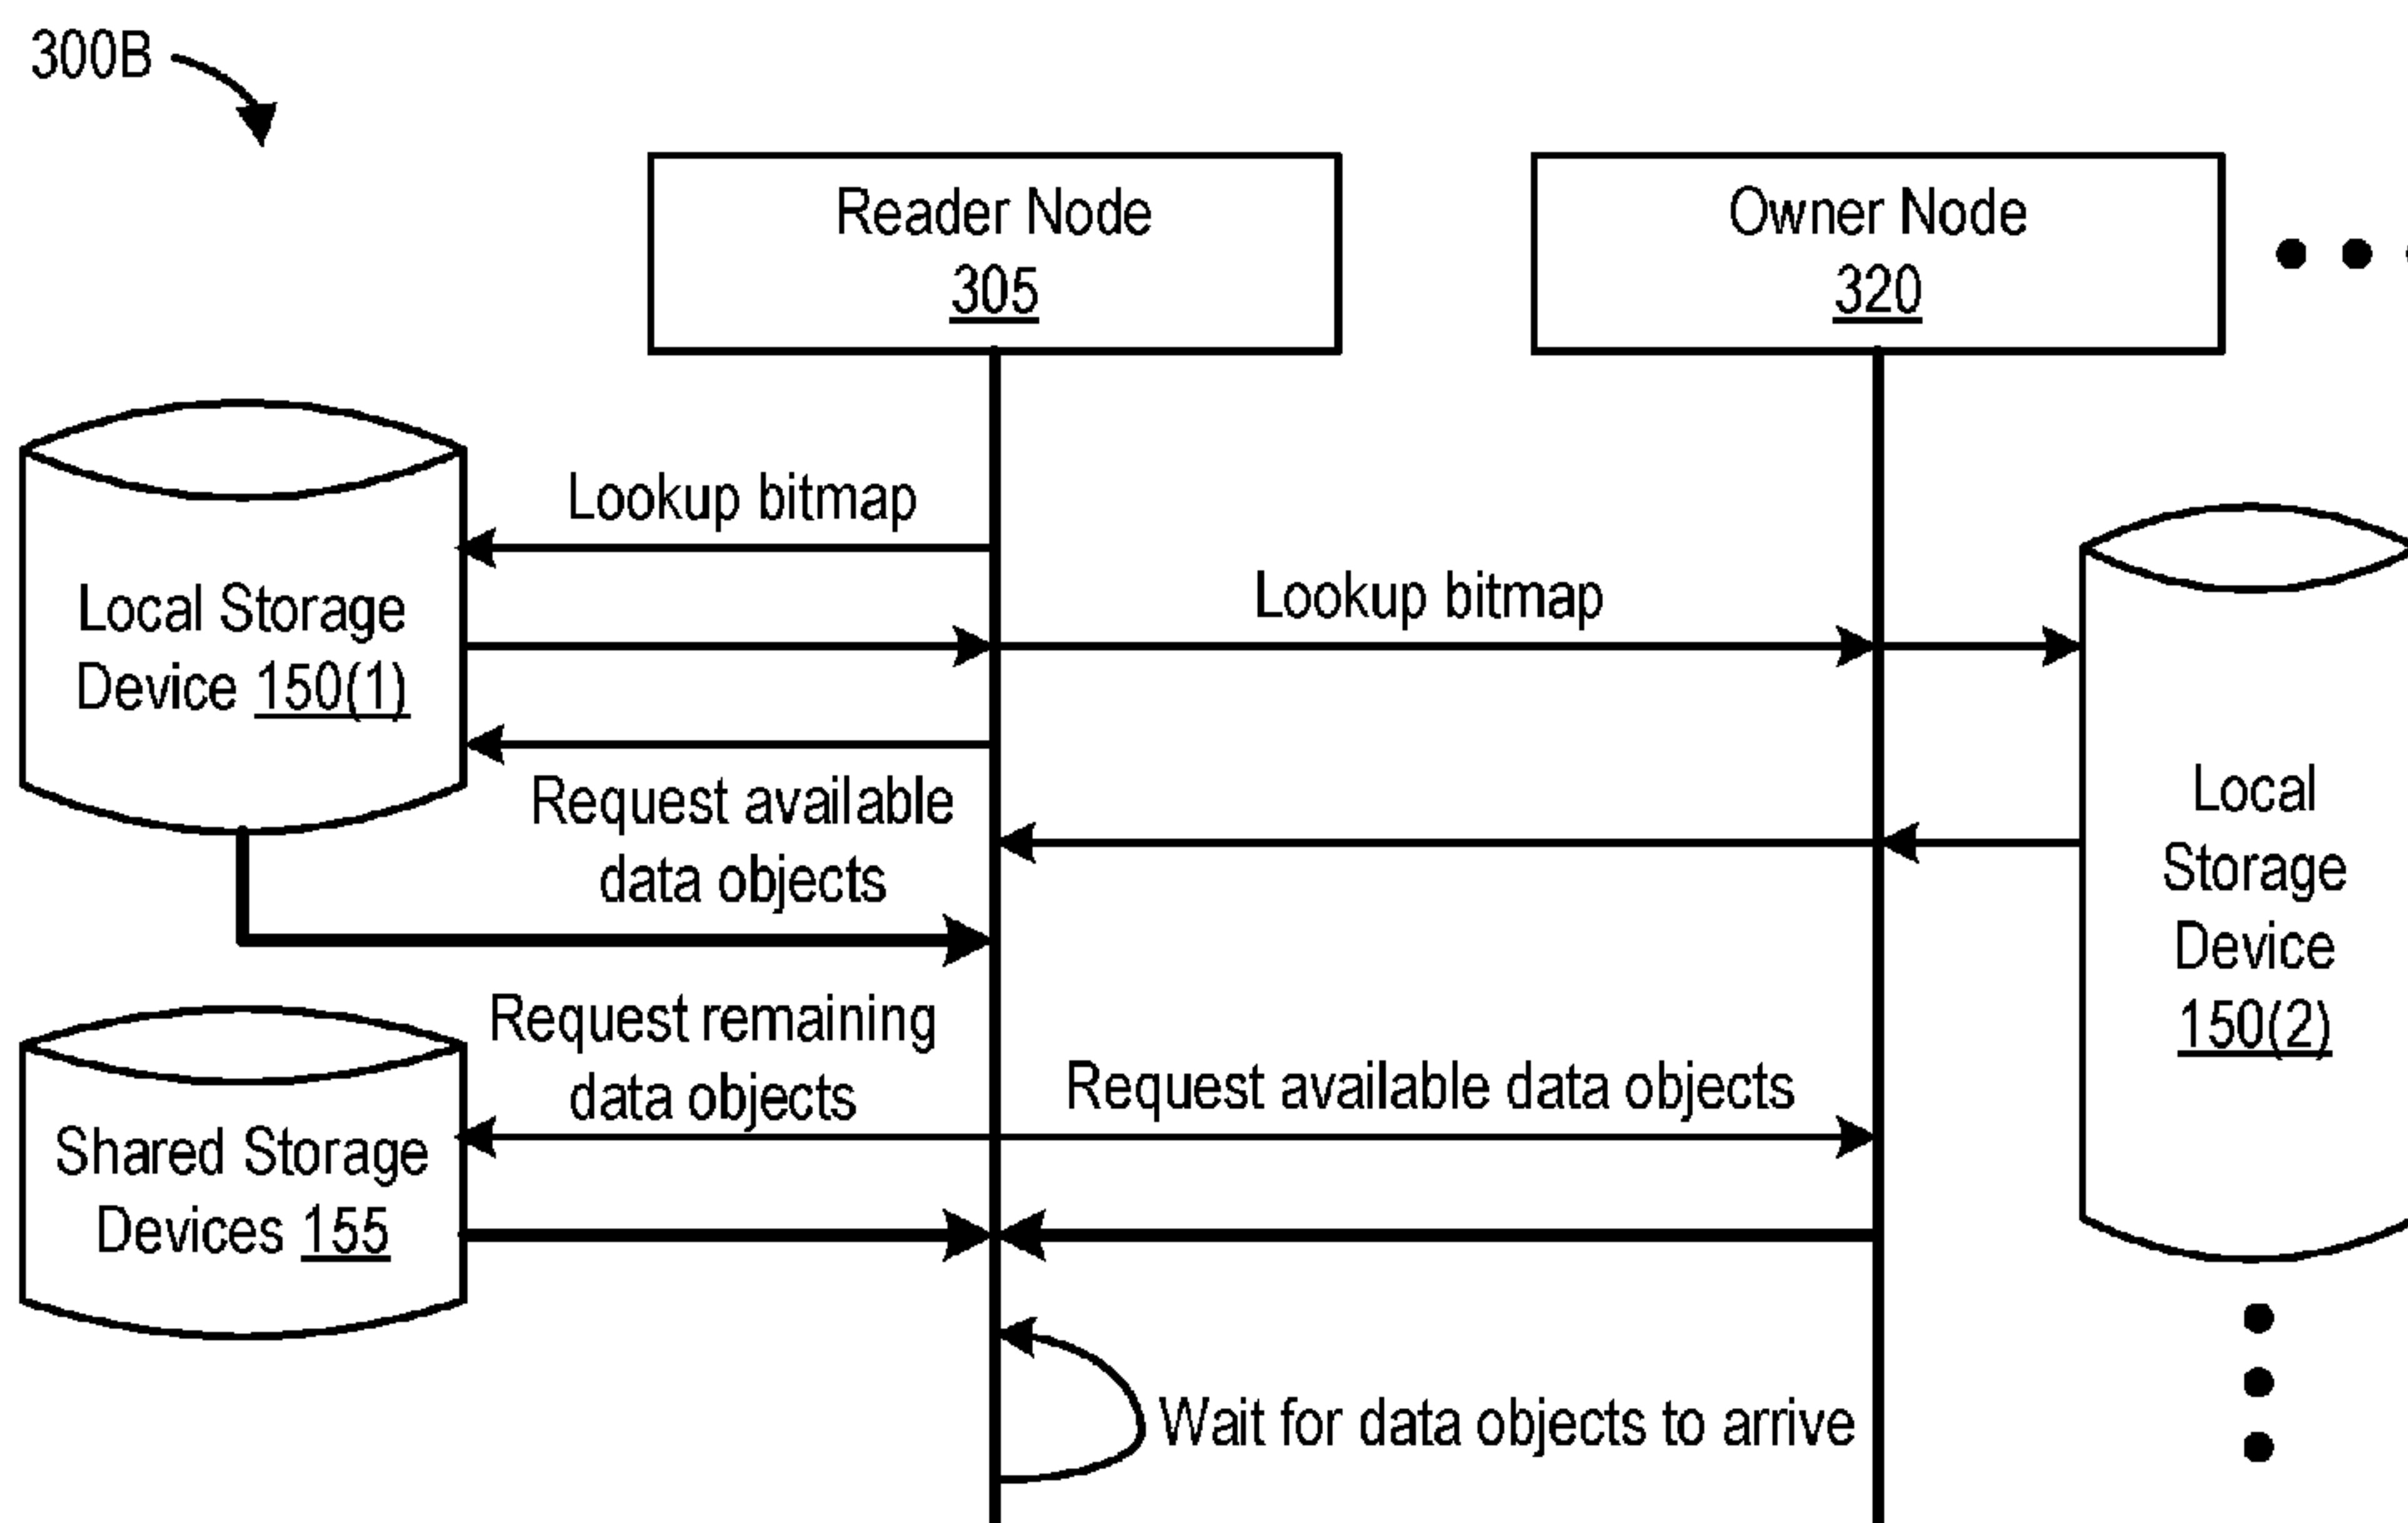 300B
Reader Node
305
Owner Node
320
Lookup bitmap
Lookup bitmap
Local Storage
Device 150(1)
Request available
data objects
Local
Storage
Device
150(2)
Request remaining
data objects
Request available data objects
Shared Storage
Devices 155
Wait for data objects to arrive